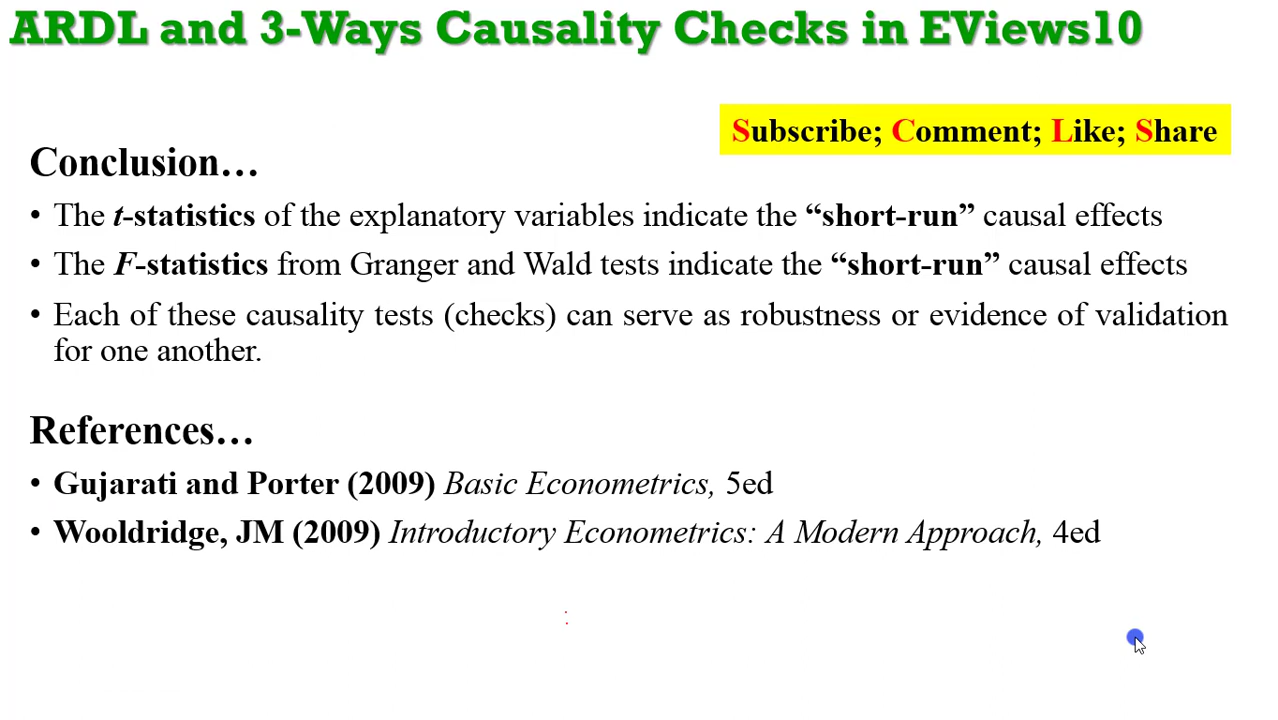 ARDL and 3-Ways Causality Checks in EViews10
Subscribe; Comment; Like; Share
Conclusion…
• The t-statistics of the explanatory variables indicate the “short-run” causal effects
• The F-statistics from Granger and Wald tests indicate the “short-run” causal effects
• Each of these causality tests (checks) can serve as robustness or evidence of validation
for one another.
References…
• Gujarati and Porter (2009) Basic Econometrics, 5ed
• Wooldridge, JM (2009) Introductory Econometrics: A Modern Approach, 4ed